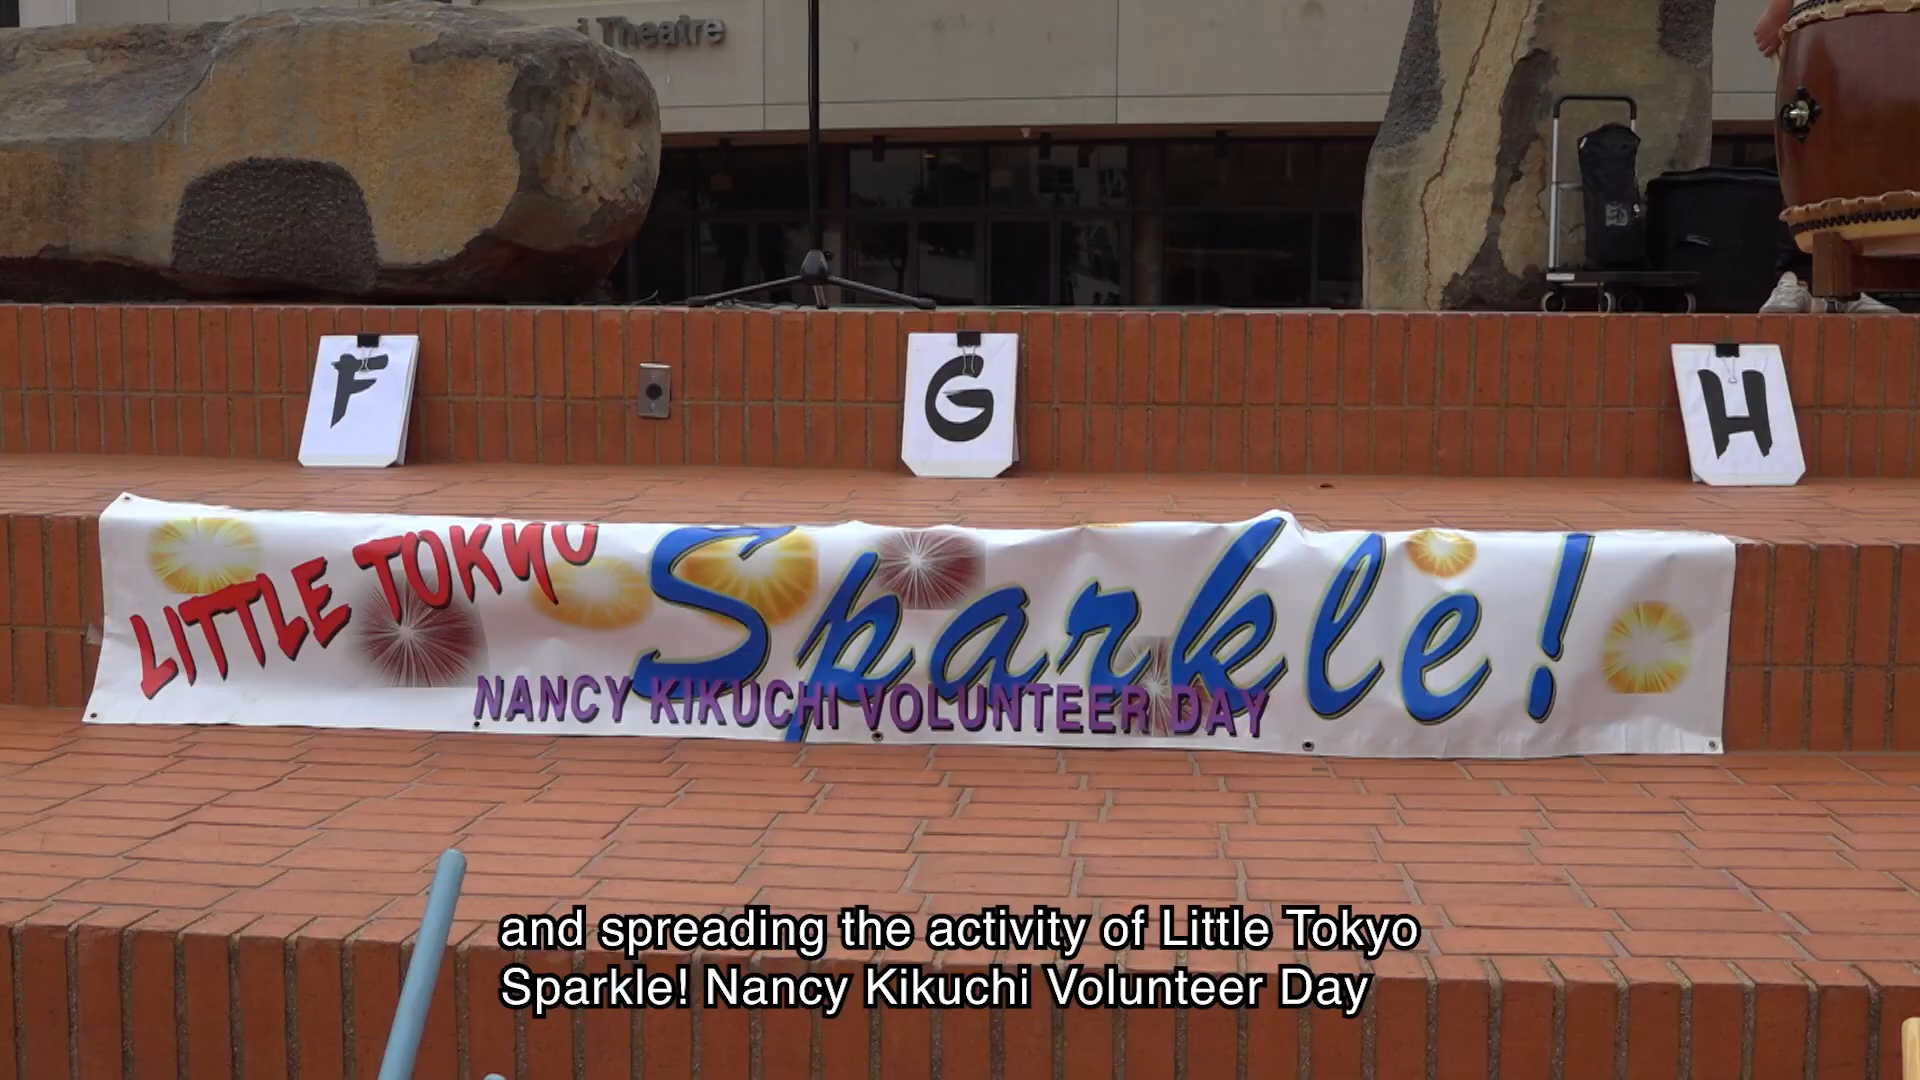 Theatre
F
G
H
LITTLE TOKYO
Sparkle!
NANCY KIKUCHI VOLUNTEER DAY
and spreading the activity of Little Tokyo
Sparkle! Nancy Kikuchi Volunteer Day